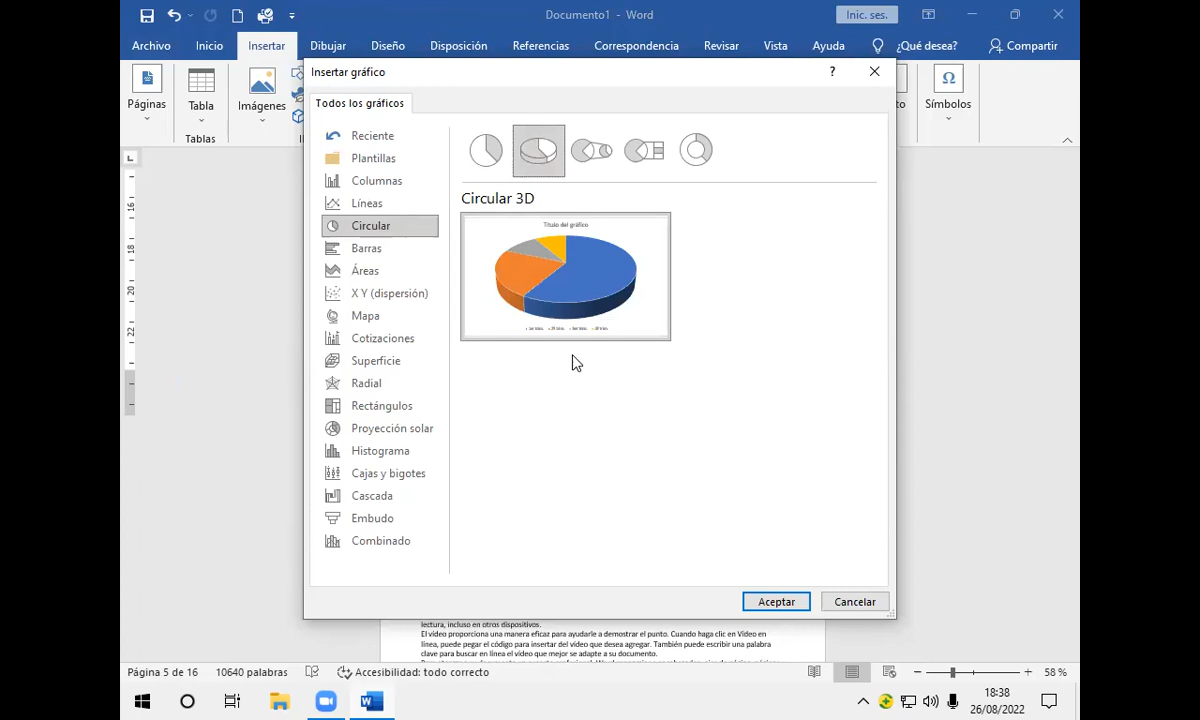 Documento1 - Word
Inic. ses.
Archivo Inicio Insertar Dibujar Diseño Disposición Referencias Correspondencia Revisar Vista Ayuda ¿Qué desea? Compartir
Insertar gráfico
?
Todos los gráficos
Páginas Tabla Imágenes Símbolos
Tablas
Reciente
Plantillas
Columnas
Líneas
Circular
Barras
Áreas
X Y (dispersión)
Mapa
Cotizaciones
Superficie
Radial
Rectángulos
Proyección solar
Histograma
Cajas y bigotes
Cascada
Embudo
Combinado
Circular 3D
Título del gráfico
Aceptar Cancelar
16
18
20
22
lectura, incluso en otros dispositivos.
El vídeo proporciona una manera eficaz para ayudarle a demostrar el punto. Cuando haga clic en Vídeo en
línea, puede pegar el código para insertar del vídeo que desea agregar. También puede escribir una palabra
clave para buscar en línea el vídeo que mejor se adapte a su documento.
Página 5 de 16 10640 palabras Accesibilidad: todo correcto 58 %
18:38
26/08/2022